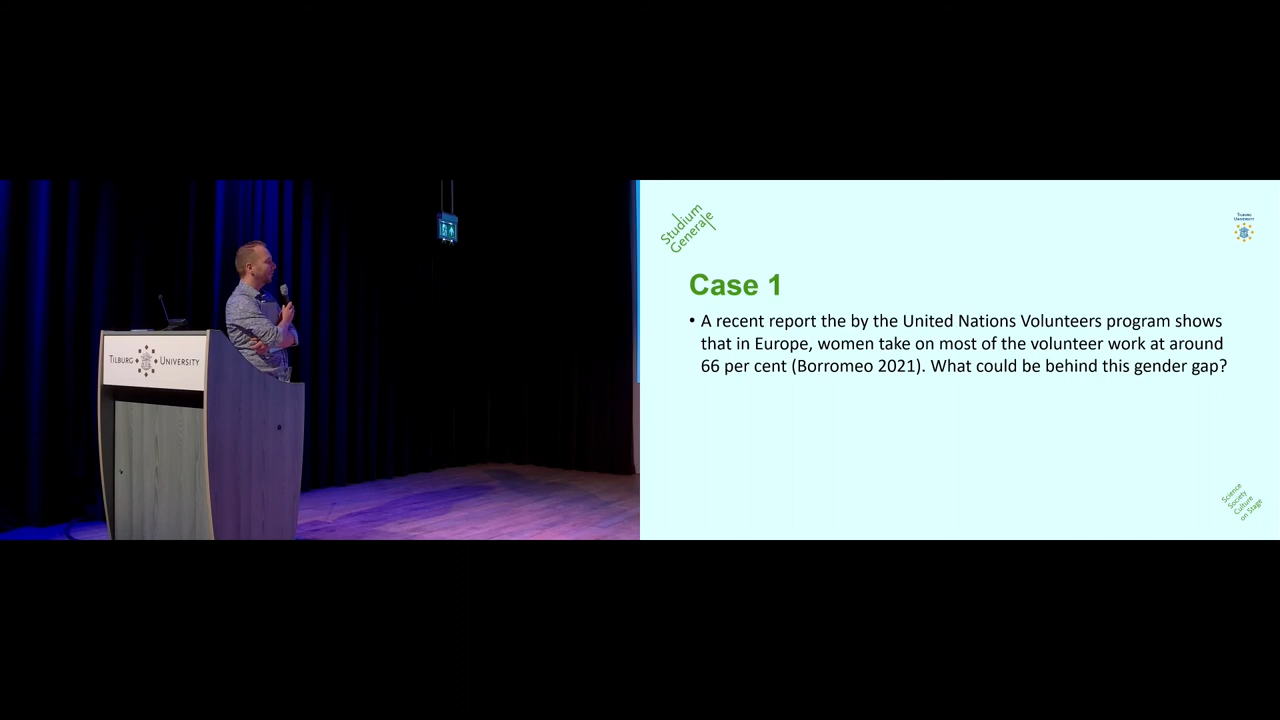 TILBURG UNIVERSITY
Studium
Generale
TILBURG
UNIVERSITY
Case 1
• A recent report the by the United Nations Volunteers program shows
that in Europe, women take on most of the volunteer work at around
66 per cent (Borromeo 2021). What could be behind this gender gap?
Science
Society
Culture
on Stage